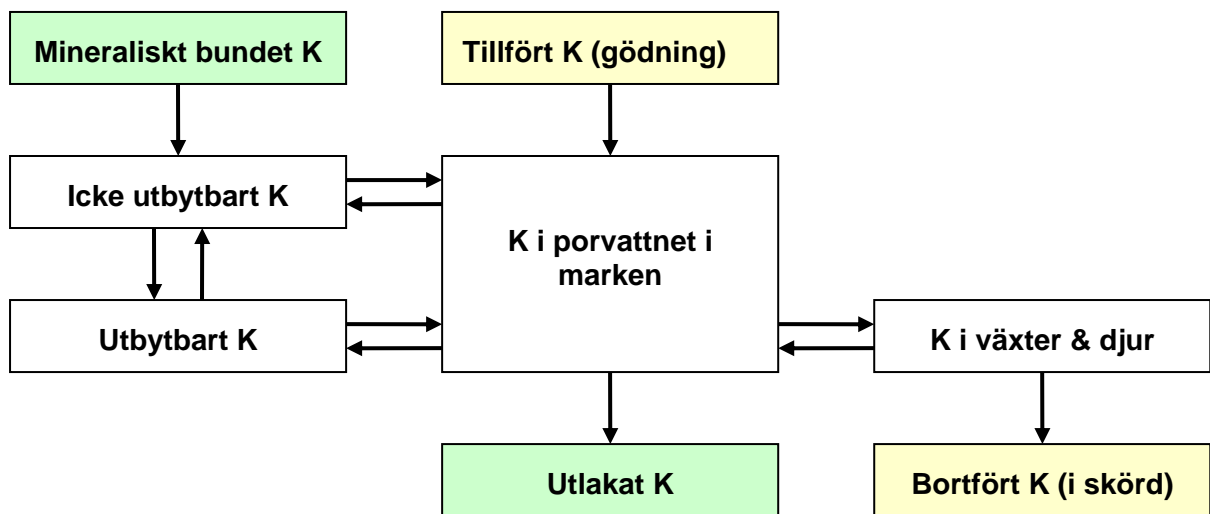 Mineraliskt bundet K
Tillfört K (gödning)
Icke utbytbart K
K i porvattnet i
marken
Utbytbart K
K i växter & djur
Utlakat K
Bortfört K (i skörd)